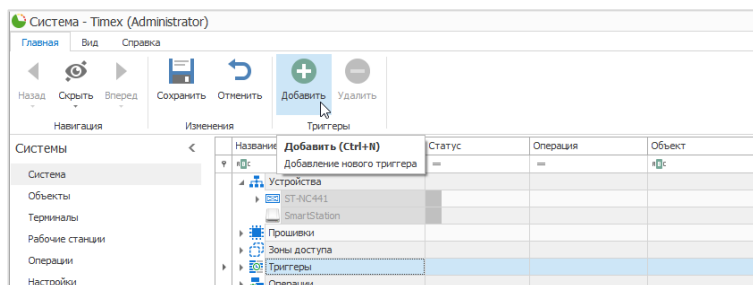 Система - Timex (Administrator)
Главная Вид Справка
Назад Скрыть Вперед Сохранить Отменить Добавить Удалить
Навигация Изменения Триггеры
Системы
Название Статус Операция Объект
Добавить (Ctrl+N)
Добавление нового триггера
Система
Объекты
Терминалы
Рабочие станции
Операции
Настройки
Устройства
ST-NC441
SmartStation
Прошивки
Зоны доступа
Триггеры
Операции